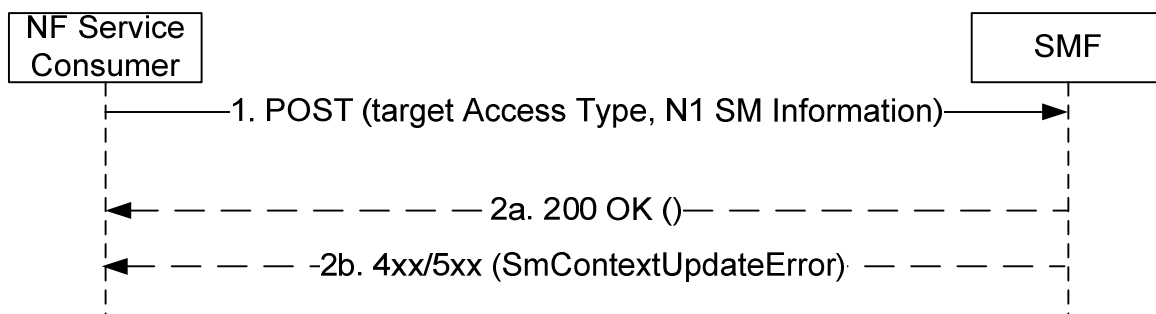 NF Service
Consumer
SMF
1. POST (target Access Type, N1 SM Information)
2a. 200 OK ()
2b. 4xx/5xx (SmContextUpdateError)